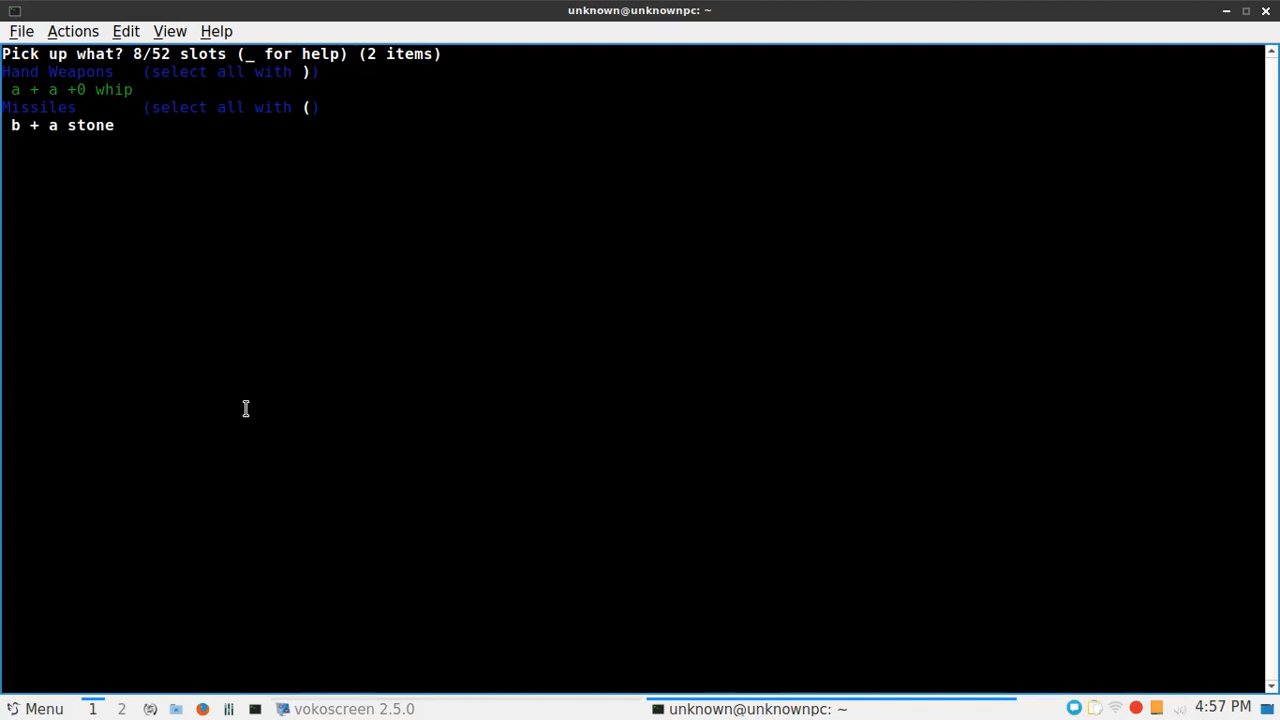 unknown@unknownpc: ~
File Actions Edit View Help
Pick up what? 8/52 slots (_ for help) (2 items)
Hand Weapons (select all with ))
a + a +0 whip
Missiles (select all with ()
b + a stone
Menu 1 2 vokoscreen 2.5.0 unknown@unknownpc: ~ 4:57 PM